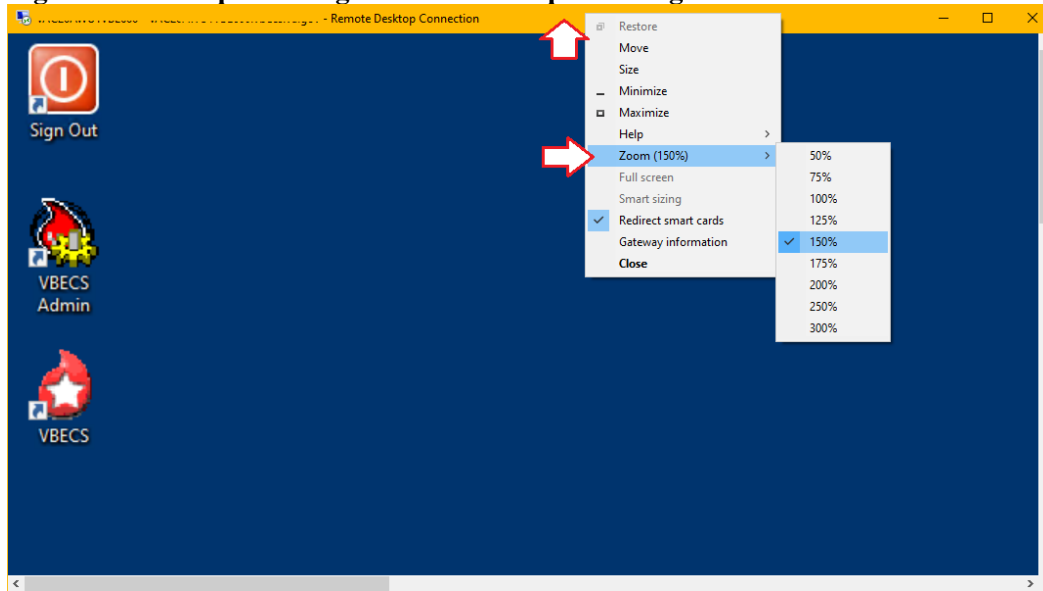 - Remote Desktop Connection
Restore
Move
Size
Minimize
Maximize
Help
Zoom (150%)
Full screen
Smart sizing
Redirect smart cards
Gateway information
Close
50%
75%
100%
125%
150%
175%
200%
250%
300%
Sign Out
VBECS
Admin
VBECS